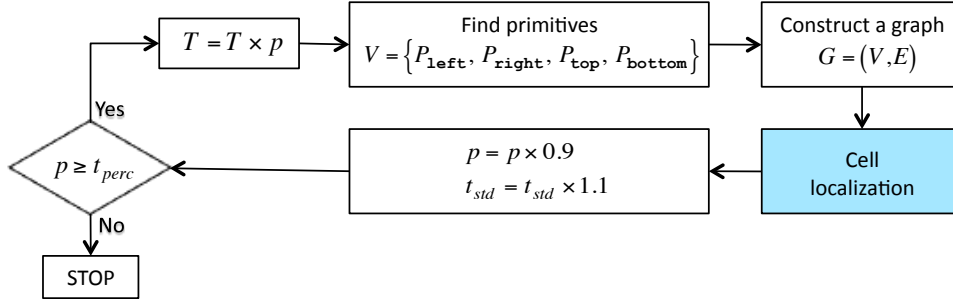 T = T × p
Find primitives
V = {P_left, P_right, P_top, P_bottom}
Construct a graph
G = (V,E)
Yes
p ≥ t_perc
p = p × 0.9
t_std = t_std × 1.1
Cell
localization
No
STOP